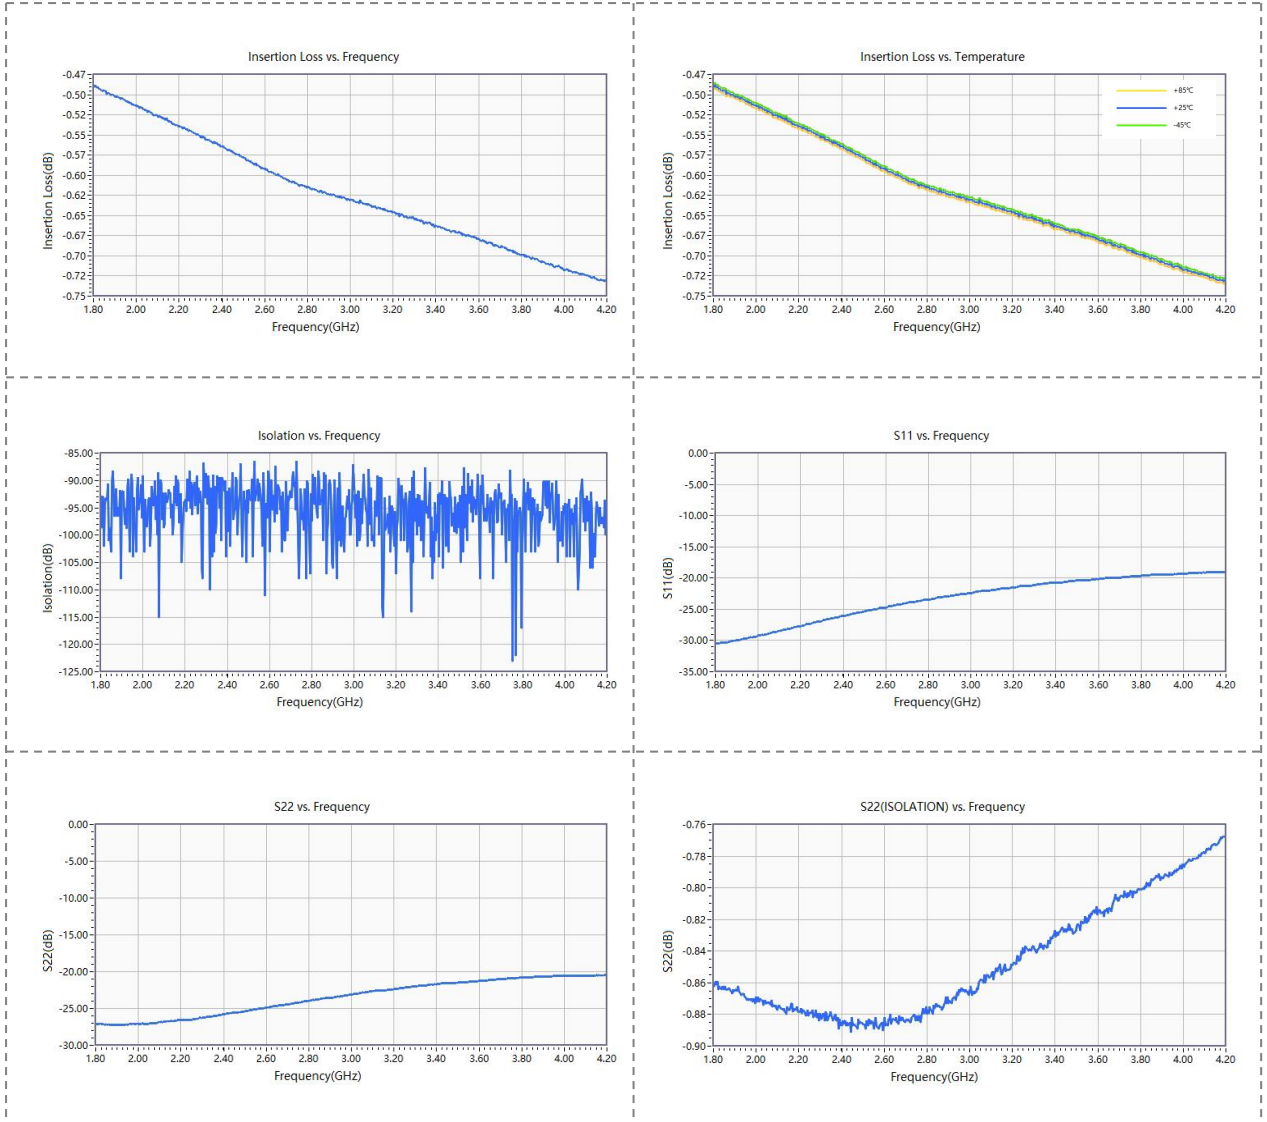 Insertion Loss vs. Frequency
Insertion Loss(dB)
-0.47
-0.50
-0.52
-0.55
-0.57
-0.60
-0.62
-0.65
-0.67
-0.70
-0.72
-0.75
1.80 2.00 2.20 2.40 2.60 2.80 3.00 3.20 3.40 3.60 3.80 4.00 4.20
Frequency(GHz)
Insertion Loss vs. Temperature
Insertion Loss(dB)
-0.47
-0.50
-0.52
-0.55
-0.57
-0.60
-0.62
-0.65
-0.67
-0.70
-0.72
-0.75
+85℃
+25℃
-45℃
1.80 2.00 2.20 2.40 2.60 2.80 3.00 3.20 3.40 3.60 3.80 4.00 4.20
Frequency(GHz)
Isolation vs. Frequency
Isolation(dB)
-85.00
-90.00
-95.00
-100.00
-105.00
-110.00
-115.00
-120.00
-125.00
1.80 2.00 2.20 2.40 2.60 2.80 3.00 3.20 3.40 3.60 3.80 4.00 4.20
Frequency(GHz)
S11 vs. Frequency
S11(dB)
0.00
-5.00
-10.00
-15.00
-20.00
-25.00
-30.00
-35.00
1.80 2.00 2.20 2.40 2.60 2.80 3.00 3.20 3.40 3.60 3.80 4.00 4.20
Frequency(GHz)
S22 vs. Frequency
S22(dB)
0.00
-5.00
-10.00
-15.00
-20.00
-25.00
-30.00
1.80 2.00 2.20 2.40 2.60 2.80 3.00 3.20 3.40 3.60 3.80 4.00 4.20
Frequency(GHz)
S22(ISOLATION) vs. Frequency
S22(dB)
-0.76
-0.78
-0.80
-0.82
-0.84
-0.86
-0.88
-0.90
1.80 2.00 2.20 2.40 2.60 2.80 3.00 3.20 3.40 3.60 3.80 4.00 4.20
Frequency(GHz)